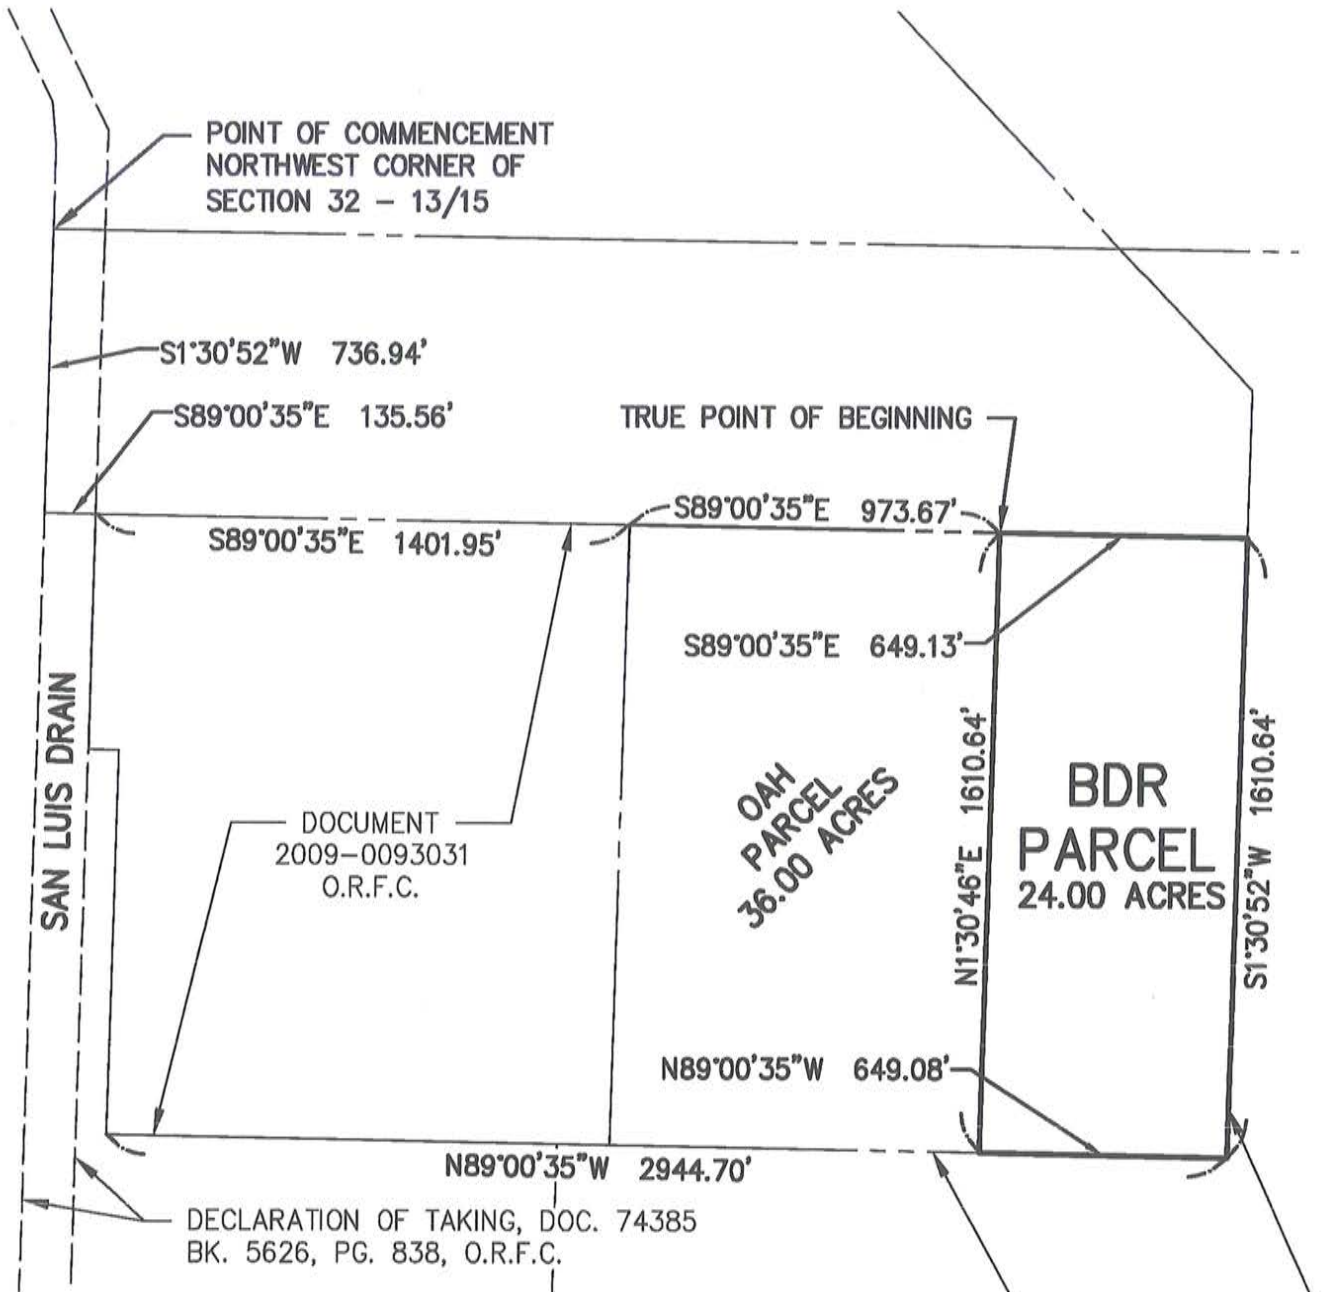 POINT OF COMMENCEMENT
NORTHWEST CORNER OF
SECTION 32 - 13/15
S1°30'52"W 736.94'
S89°00'35"E 135.56'
TRUE POINT OF BEGINNING
S89°00'35"E 973.67'
S89°00'35"E 1401.95'
S89°00'35"E 649.13'
SAN LUIS DRAIN
DOCUMENT
2009-0093031
O.R.F.C.
OAH
PARCEL
36.00 ACRES
N1°30'46"E 1610.64'
BDR
PARCEL
24.00 ACRES
S1°30'52"W 1610.64'
N89°00'35"W 649.08'
N89°00'35"W 2944.70'
DECLARATION OF TAKING, DOC. 74385
BK. 5626, PG. 838, O.R.F.C.